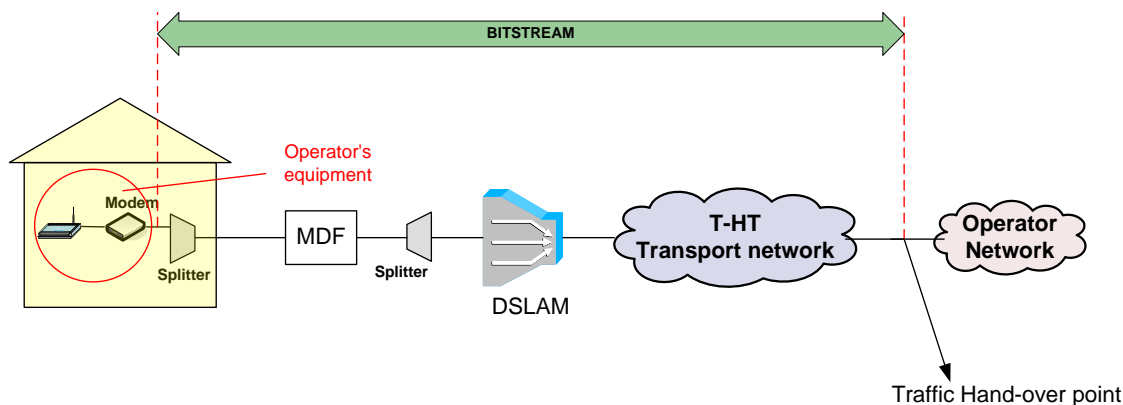 BITSTREAM
Operator's
equipment
Modem
Splitter
MDF
Splitter
DSLAM
T-HT
Transport network
Operator
Network
Traffic Hand-over point